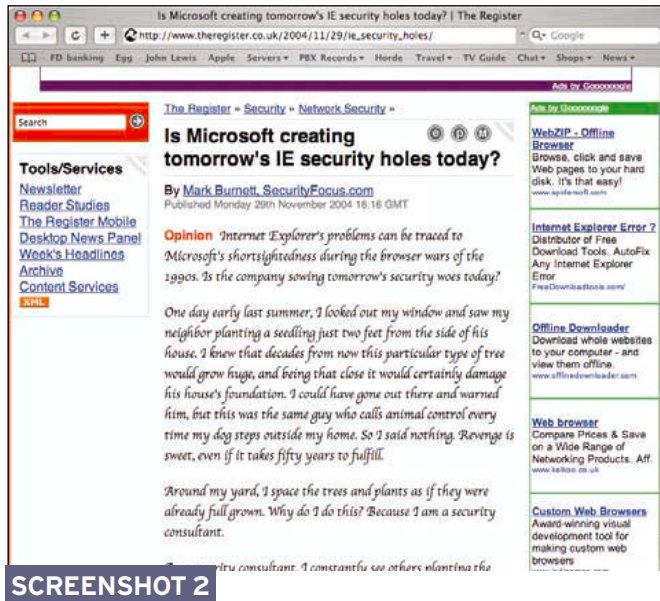 Is Microsoft creating tomorrow's IE security holes today? | The Register
http://www.theregister.co.uk/2004/11/29/ie_security_holes/
Google
FD banking Egg John Lewis Apple Servers PBX Records Horde Travel TV Guide Chat Shops News
Ads by Goooooogle
Search
Tools/Services
Newsletter
Reader Studies
The Register Mobile
Desktop News Panel
Week's Headlines
Archive
Content Services
XML
The Register » Security » Network Security »
Is Microsoft creating
tomorrow's IE security holes today?
e p M
By Mark Burnett, SecurityFocus.com
Published Monday 29th November 2004 16:16 GMT
Opinion Internet Explorer's problems can be traced to
Microsoft's shortsightedness during the browser wars of the
1990s. Is the company sowing tomorrow's security woes today?
One day early last summer, I looked out my window and saw my
neighbor planting a seedling just two feet from the side of his
house. I knew that decades from now this particular type of tree
would grow huge, and being that close it would certainly damage
his house's foundation. I could have gone out there and warned
him, but this was the same guy who calls animal control every
time my dog steps outside my home. So I said nothing. Revenge is
sweet, even if it takes fifty years to fulfill.
Around my yard, I space the trees and plants as if they were
already full grown. Why do I do this? Because I am a security
consultant.
security consultant, I constantly see others planting the
Ads by Goooooogle
WebZIP - Offline
Browser
Browse, click and save
Web pages to your hard
disk. It's that easy!
www.spidersoft.com
Internet Explorer Error ?
Distributor of Free
Download Tools. AutoFix
Any Internet Explorer
Error
FreeDownloadtools.com/
Offline Downloader
Download whole websites
to your computer - and
view them offline.
www.offlinedownloader.com
Web browser
Compare Prices & Save
on a Wide Range of
Networking Products. Aff.
www.kelkoo.co.uk
Custom Web Browsers
Award-winning visual
development tool for
making custom web
browsers
SCREENSHOT 2